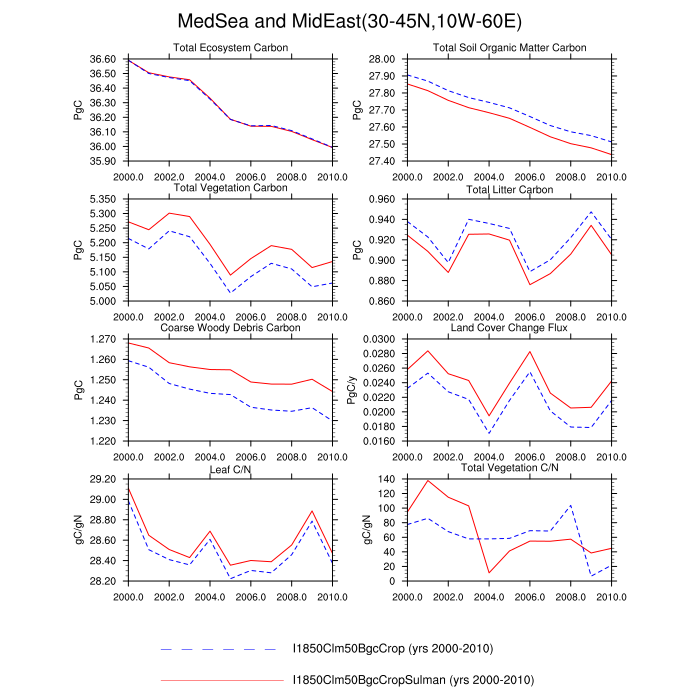 MedSea and MidEast(30-45N,10W-60E)
Total Ecosystem Carbon
PgC
36.60
36.50
36.40
36.30
36.20
36.10
36.00
35.90
2000.0 2002.0 2004.0 2006.0 2008.0 2010.0
Total Soil Organic Matter Carbon
PgC
28.00
27.90
27.80
27.70
27.60
27.50
27.40
2000.0 2002.0 2004.0 2006.0 2008.0 2010.0
Total Vegetation Carbon
PgC
5.350
5.300
5.250
5.200
5.150
5.100
5.050
5.000
2000.0 2002.0 2004.0 2006.0 2008.0 2010.0
Total Litter Carbon
PgC
0.960
0.940
0.920
0.900
0.880
0.860
2000.0 2002.0 2004.0 2006.0 2008.0 2010.0
Coarse Woody Debris Carbon
PgC
1.270
1.260
1.250
1.240
1.230
1.220
2000.0 2002.0 2004.0 2006.0 2008.0 2010.0
Land Cover Change Flux
PgC/y
0.0300
0.0280
0.0260
0.0240
0.0220
0.0200
0.0180
0.0160
2000.0 2002.0 2004.0 2006.0 2008.0 2010.0
Leaf C/N
gC/gN
29.20
29.00
28.80
28.60
28.40
28.20
2000.0 2002.0 2004.0 2006.0 2008.0 2010.0
Total Vegetation C/N
gC/gN
140
120
100
80
60
40
20
0
2000.0 2002.0 2004.0 2006.0 2008.0 2010.0
I1850Clm50BgcCrop (yrs 2000-2010)
I1850Clm50BgcCropSulman (yrs 2000-2010)